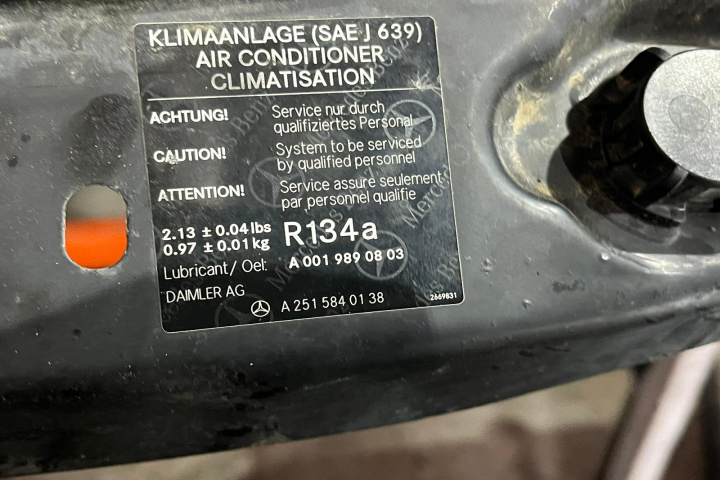 KLIMAANLAGE (SAE J 639)
AIR CONDITIONER
CLIMATISATION
ACHTUNG! Service nur durch
qualifiziertes Personal
CAUTION! System to be serviced
by qualified personnel
ATTENTION! Service assure seulement
par personnel qualifie
2.13 ± 0.04 lbs
0.97 ± 0.01 kg R134a
Lubricant / Oel: A 001 989 08 03
DAIMLER AG A 251 584 01 38 2669831